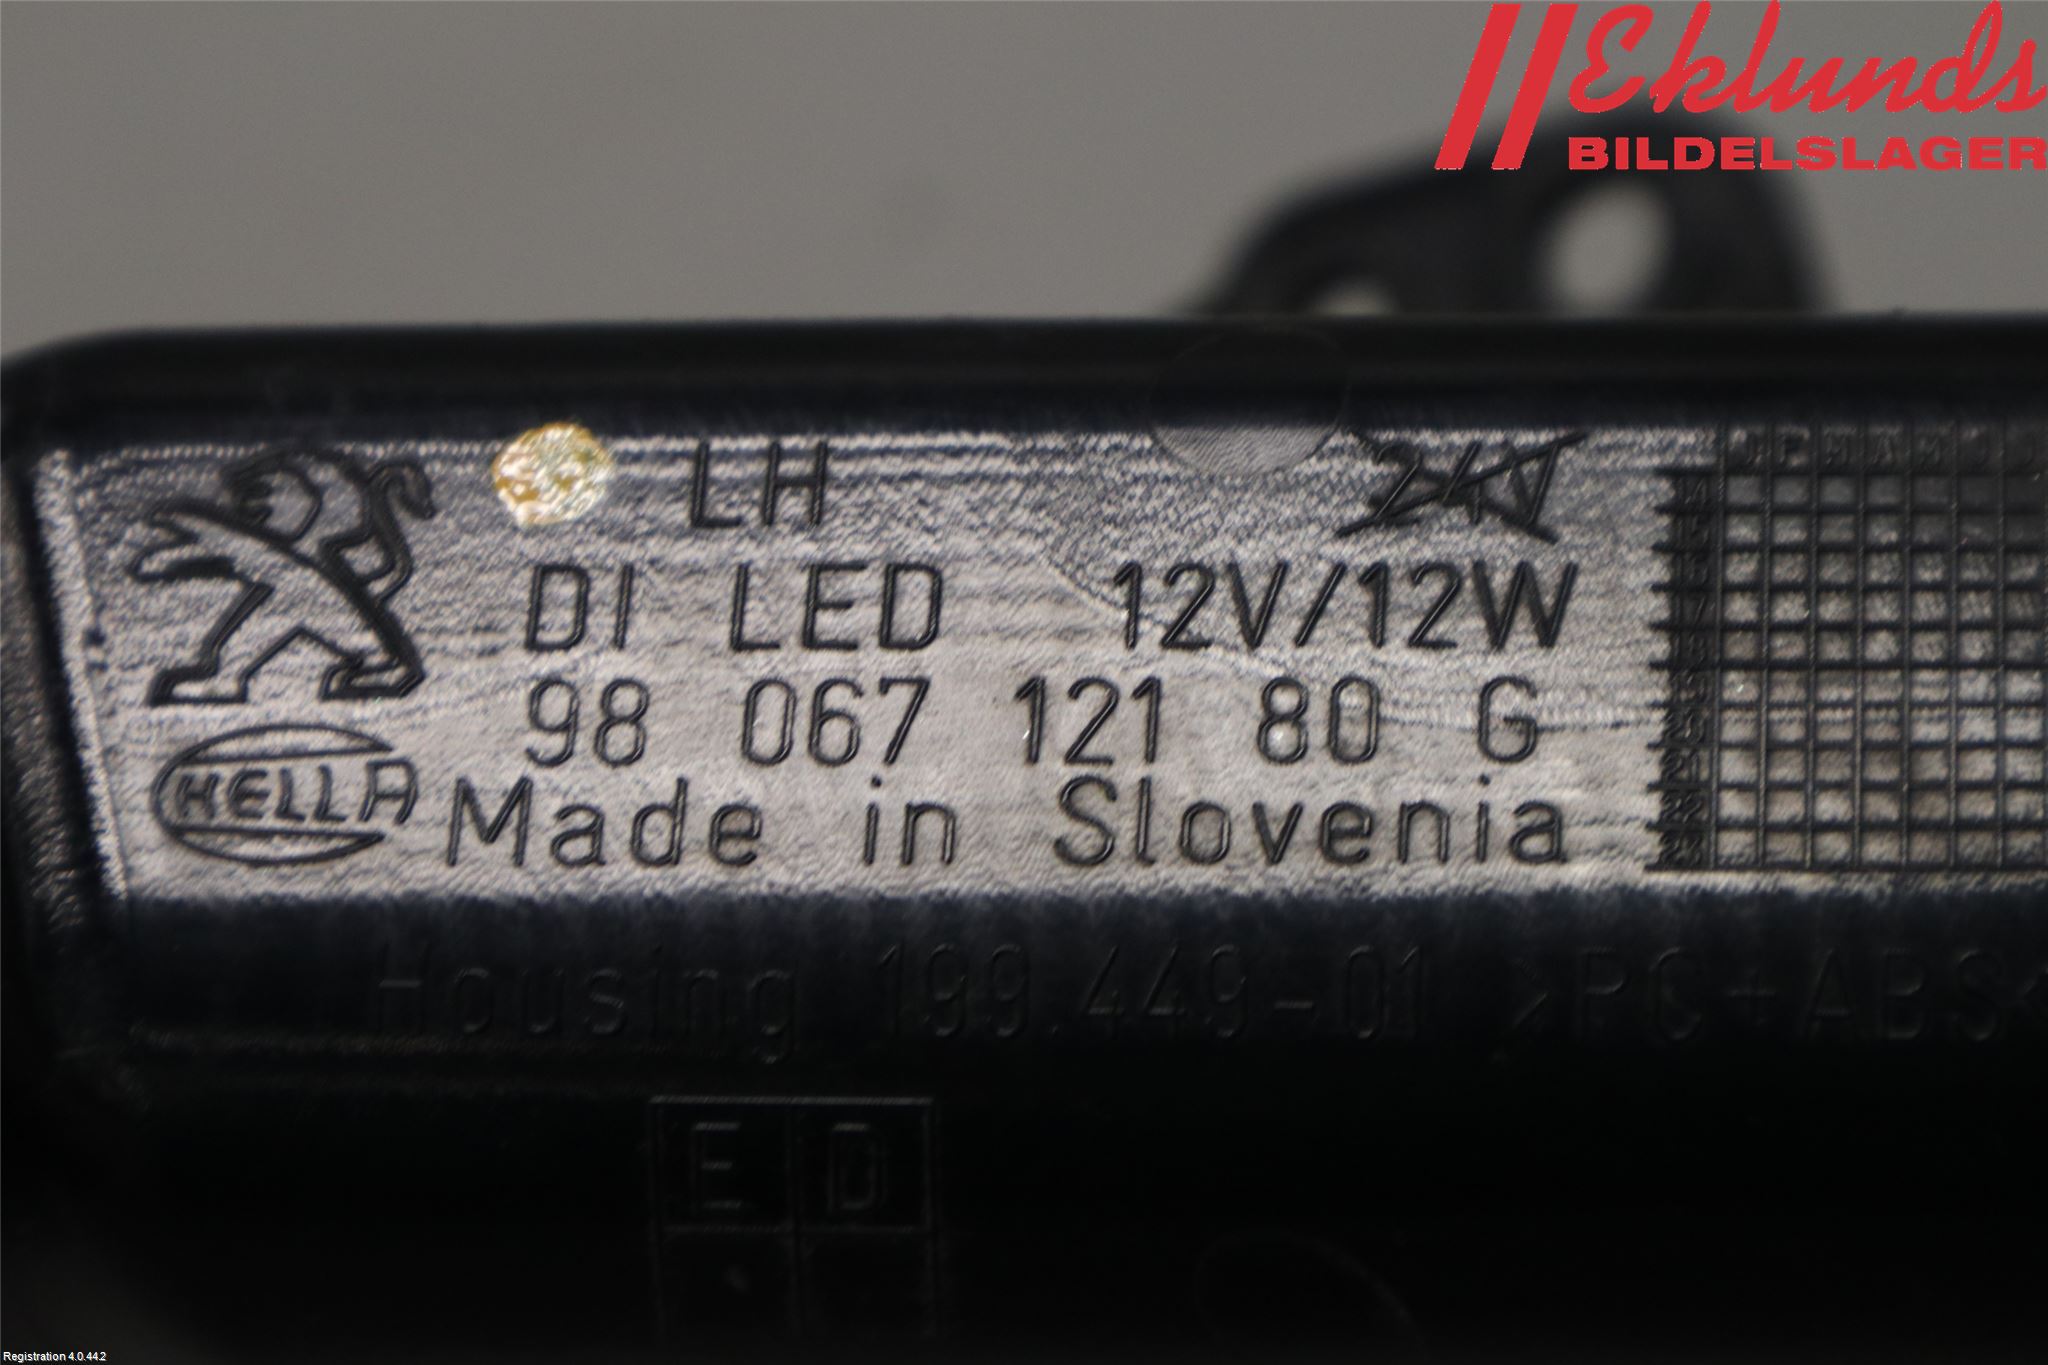 Eklunds
BILDELSLAGER
LH 24V
DI LED 12V/12W
98 067 121 80 G
HELLA
Made in Slovenia
Housing 199.449-01 >PC+ABS<
E D
Registration 4.0.44.2